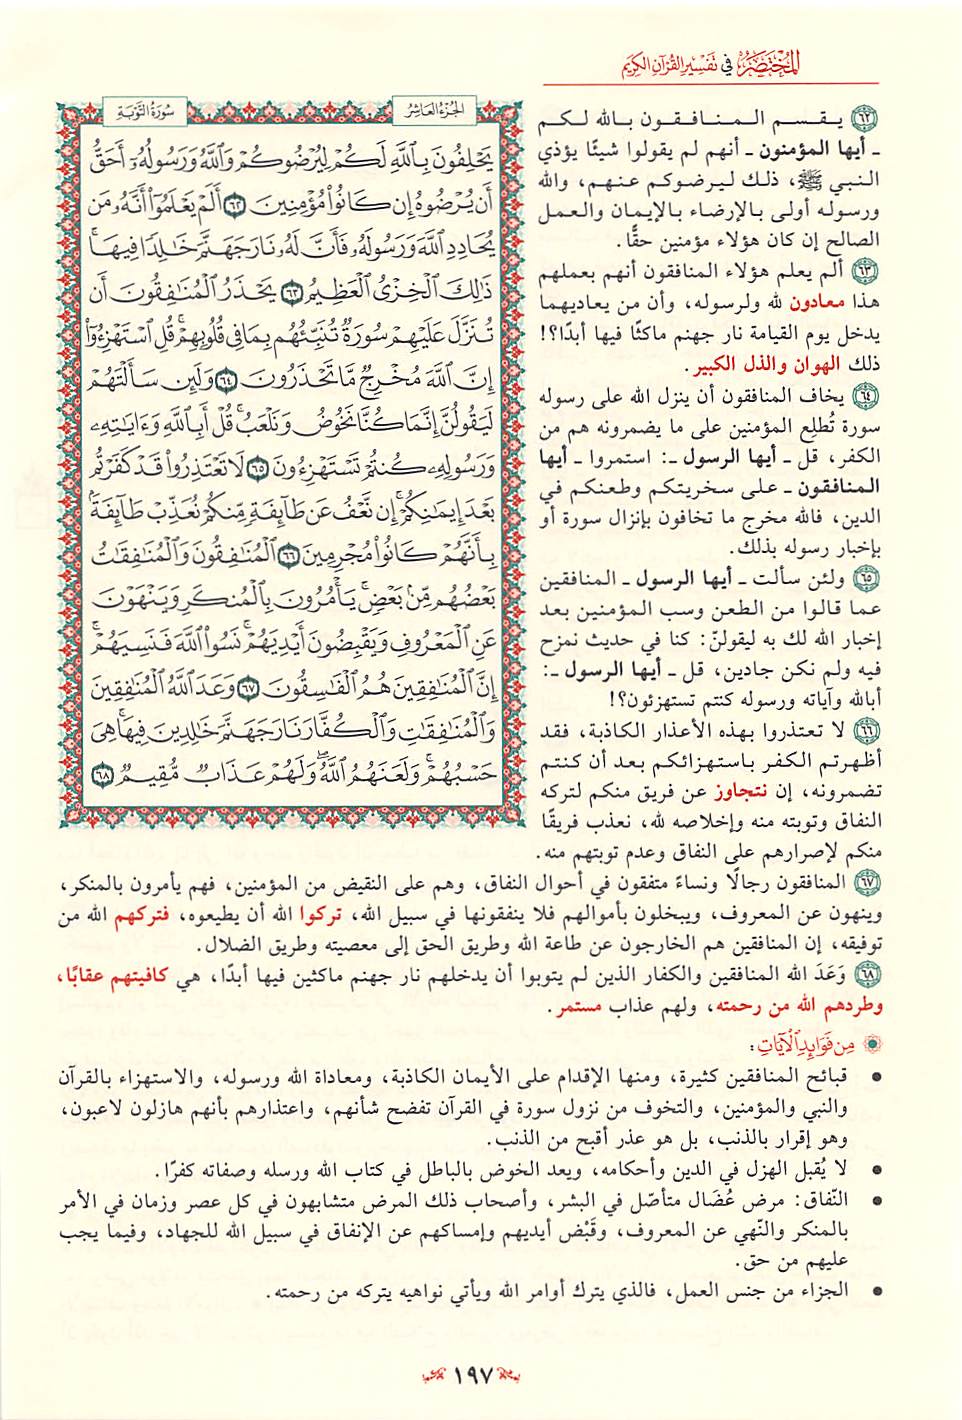 المختصر في تفسير القرآن الكريم
الجزء العاشر
سورة التوبة
يَحْلِفُونَ بِٱللَّهِ لَكُمْ لِيُرْضُوكُمْ وَٱللَّهُ وَرَسُولُهُۥٓ أَحَقُّ
أَن يُرْضُوهُ إِن كَانُوا۟ مُؤْمِنِينَ ٦٢ أَلَمْ يَعْلَمُوٓا۟ أَنَّهُۥ مَن
يُحَادِدِ ٱللَّهَ وَرَسُولَهُۥ فَأَنَّ لَهُۥ نَارَ جَهَنَّمَ خَٰلِدًا فِيهَا ۚ
ذَٰلِكَ ٱلْخِزْىُ ٱلْعَظِيمُ ٦٣ يَحْذَرُ ٱلْمُنَٰفِقُونَ أَن
تُنَزَّلَ عَلَيْهِمْ سُورَةٌ تُنَبِّئُهُم بِمَا فِى قُلُوبِهِمْ ۚ قُلِ ٱسْتَهْزِءُوٓا۟
إِنَّ ٱللَّهَ مُخْرِجٌ مَّا تَحْذَرُونَ ٦٤ وَلَئِن سَأَلْتَهُمْ
لَيَقُولُنَّ إِنَّمَا كُنَّا نَخُوضُ وَنَلْعَبُ ۚ قُلْ أَبِٱللَّهِ وَءَايَٰتِهِۦ
وَرَسُولِهِۦ كُنتُمْ تَسْتَهْزِءُونَ ٦٥ لَا تَعْتَذِرُوا۟ قَدْ كَفَرْتُم
بَعْدَ إِيمَٰنِكُمْ ۚ إِن نَّعْفُ عَن طَآئِفَةٍ مِّنكُمْ نُعَذِّبْ طَآئِفَةًۢ
بِأَنَّهُمْ كَانُوا۟ مُجْرِمِينَ ٦٦ ٱلْمُنَٰفِقُونَ وَٱلْمُنَٰفِقَٰتُ
بَعْضُهُم مِّنۢ بَعْضٍ ۚ يَأْمُرُونَ بِٱلْمُنكَرِ وَيَنْهَوْنَ
عَنِ ٱلْمَعْرُوفِ وَيَقْبِضُونَ أَيْدِيَهُمْ ۚ نَسُوا۟ ٱللَّهَ فَنَسِيَهُمْ ۗ
إِنَّ ٱلْمُنَٰفِقِينَ هُمُ ٱلْفَٰسِقُونَ ٦٧ وَعَدَ ٱللَّهُ ٱلْمُنَٰفِقِينَ
وَٱلْمُنَٰفِقَٰتِ وَٱلْكُفَّارَ نَارَ جَهَنَّمَ خَٰلِدِينَ فِيهَا ۚ هِىَ
حَسْبُهُمْ ۚ وَلَعَنَهُمُ ٱللَّهُ ۖ وَلَهُمْ عَذَابٌ مُّقِيمٌ ٦٨
٦٢ يـقـسـم الـمـنـافـقـون بـالله لـكـم
ـ أيها المؤمنون ـ أنهم لم يقولوا شيئًا يؤذي
النبي ﷺ، ذلك ليرضوكم عنهم، والله
ورسوله أولى بالإرضاء بالإيمان والعمل
الصالح إن كان هؤلاء مؤمنين حقًّا.
٦٣ ألم يعلم هؤلاء المنافقون أنهم بعملهم
هذا معادون لله ولرسوله، وأن من يعاديهما
يدخل يوم القيامة نار جهنم ماكثًا فيها أبدًا؟!
ذلك الهوان والذل الكبير.
٦٤ يخاف المنافقون أن ينزل الله على رسوله
سورة تُطلِع المؤمنين على ما يضمرونه هم من
الكفر، قل ـ أيها الرسول ـ: استمروا ـ أيها
المنافقون ـ على سخريتكم وطعنكم في
الدين، فالله مخرج ما تخافون بإنزال سورة أو
بإخبار رسوله بذلك.
٦٥ ولئن سألت ـ أيها الرسول ـ المنافقين
عما قالوا من الطعن وسب المؤمنين بعد
إخبار الله لك به ليقولنّ: كنا في حديث نمزح
فيه ولم نكن جادين، قل ـ أيها الرسول ـ:
أبالله وآياته ورسوله كنتم تستهزئون؟!
٦٦ لا تعتذروا بهذه الأعذار الكاذبة، فقد
أظهرتم الكفر باستهزائكم بعد أن كنتم
تضمرونه، إن نتجاوز عن فريق منكم لتركه
النفاق وتوبته منه وإخلاصه لله، نعذب فريقًا
منكم لإصرارهم على النفاق وعدم توبتهم منه.
٦٧ المنافقون رجالًا ونساءً متفقون في أحوال النفاق، وهم على النقيض من المؤمنين، فهم يأمرون بالمنكر،
وينهون عن المعروف، ويبخلون بأموالهم فلا ينفقونها في سبيل الله، تركوا الله أن يطيعوه، فتركهم الله من
توفيقه، إن المنافقين هم الخارجون عن طاعة الله وطريق الحق إلى معصيته وطريق الضلال.
٦٨ وَعَدَ الله المنافقين والكفار الذين لم يتوبوا أن يدخلهم نار جهنم ماكثين فيها أبدًا، هي كافيتهم عقابًا،
وطردهم الله من رحمته، ولهم عذاب مستمر.
من فوائد الآيات:
• قبائح المنافقين كثيرة، ومنها الإقدام على الأيمان الكاذبة، ومعاداة الله ورسوله، والاستهزاء بالقرآن
والنبي والمؤمنين، والتخوف من نزول سورة في القرآن تفضح شأنهم، واعتذارهم بأنهم هازلون لاعبون،
وهو إقرار بالذنب، بل هو عذر أقبح من الذنب.
• لا يُقبل الهزل في الدين وأحكامه، ويعد الخوض بالباطل في كتاب الله ورسله وصفاته كفرًا.
• النّفاق: مرض عُضَال متأصّل في البشر، وأصحاب ذلك المرض متشابهون في كل عصر وزمان في الأمر
بالمنكر والنّهي عن المعروف، وقَبْض أيديهم وإمساكهم عن الإنفاق في سبيل الله للجهاد، وفيما يجب
عليهم من حق.
• الجزاء من جنس العمل، فالذي يترك أوامر الله ويأتي نواهيه يتركه من رحمته.
١٩٧